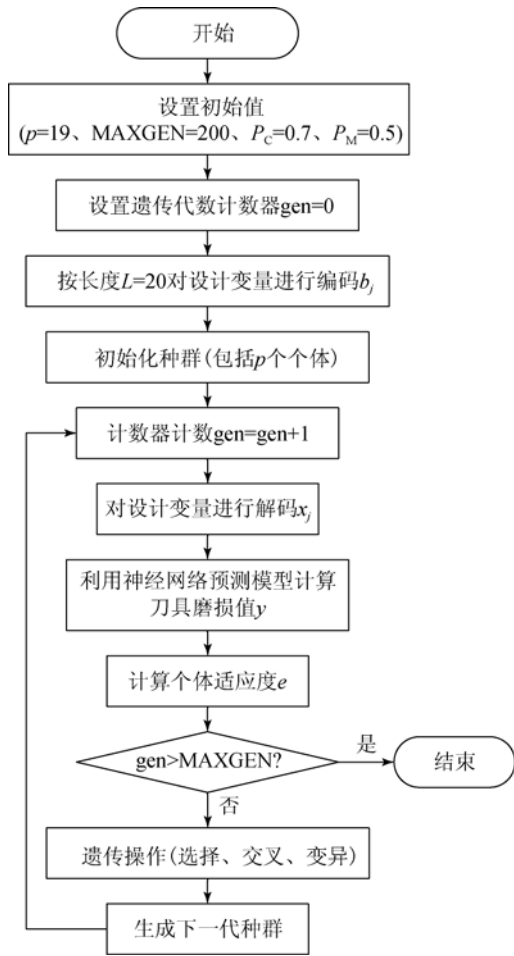 开始
设置初始值
(p=19、MAXGEN=200、PC=0.7、PM=0.5)
设置遗传代数计数器gen=0
按长度L=20对设计变量进行编码bj
初始化种群(包括p个个体)
计数器计数gen=gen+1
对设计变量进行解码xj
利用神经网络预测模型计算
刀具磨损值y
计算个体适应度e
gen>MAXGEN?
是
结束
否
遗传操作(选择、交叉、变异)
生成下一代种群